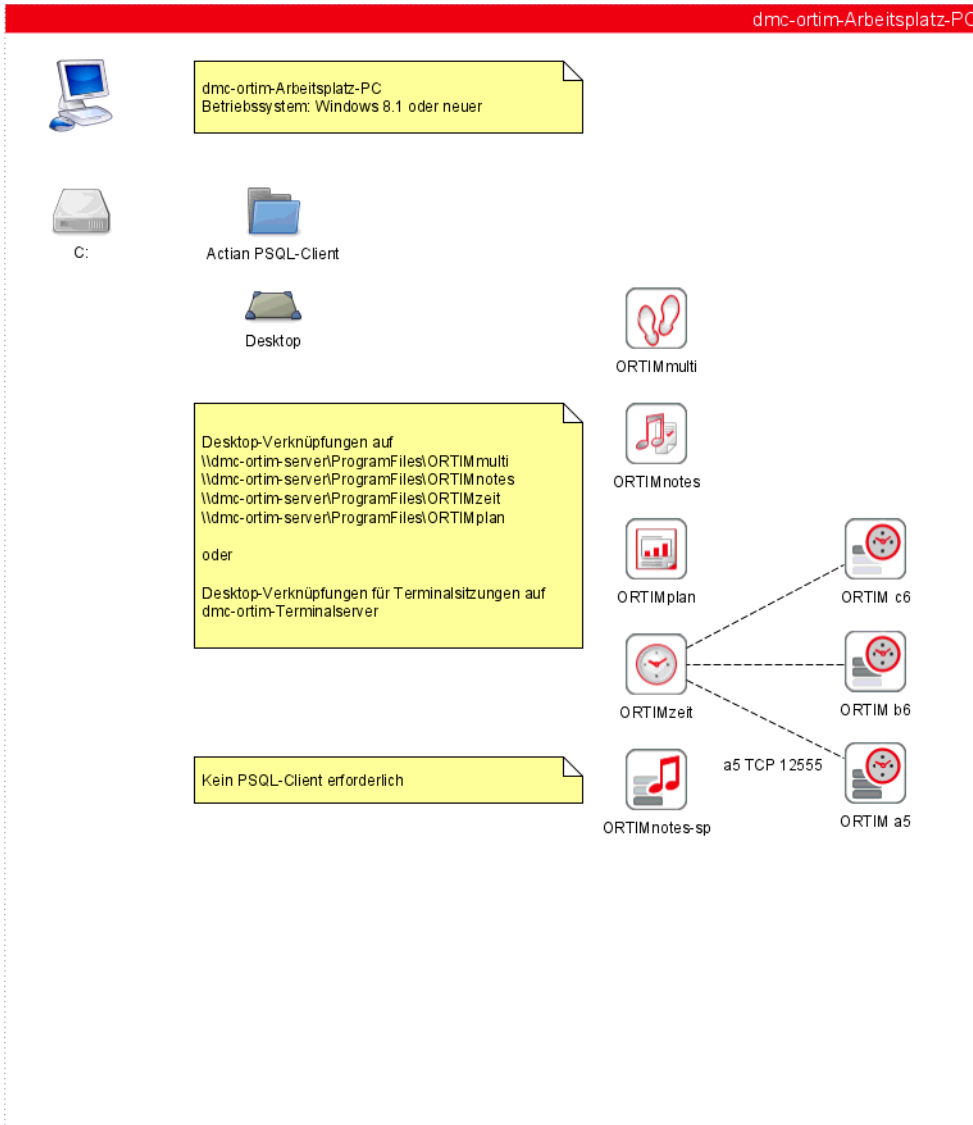 dmc-ortim-Arbeitsplatz-PC
dmc-ortim-Arbeitsplatz-PC
Betriebssystem: Windows 8.1 oder neuer
C:
Actian PSQL-Client
Desktop
ORTIMmulti
Desktop-Verknüpfungen auf
\\dmc-ortim-server\ProgramFiles\ORTIMmulti
\\dmc-ortim-server\ProgramFiles\ORTIMnotes
\\dmc-ortim-server\ProgramFiles\ORTIMzeit
\\dmc-ortim-server\ProgramFiles\ORTIMplan
oder
Desktop-Verknüpfungen für Terminalsitzungen auf
dmc-ortim-Terminalserver
ORTIMnotes
ORTIMplan
ORTIM c6
ORTIMzeit
ORTIM b6
Kein PSQL-Client erforderlich
a5 TCP 12555
ORTIMnotes-sp
ORTIM a5